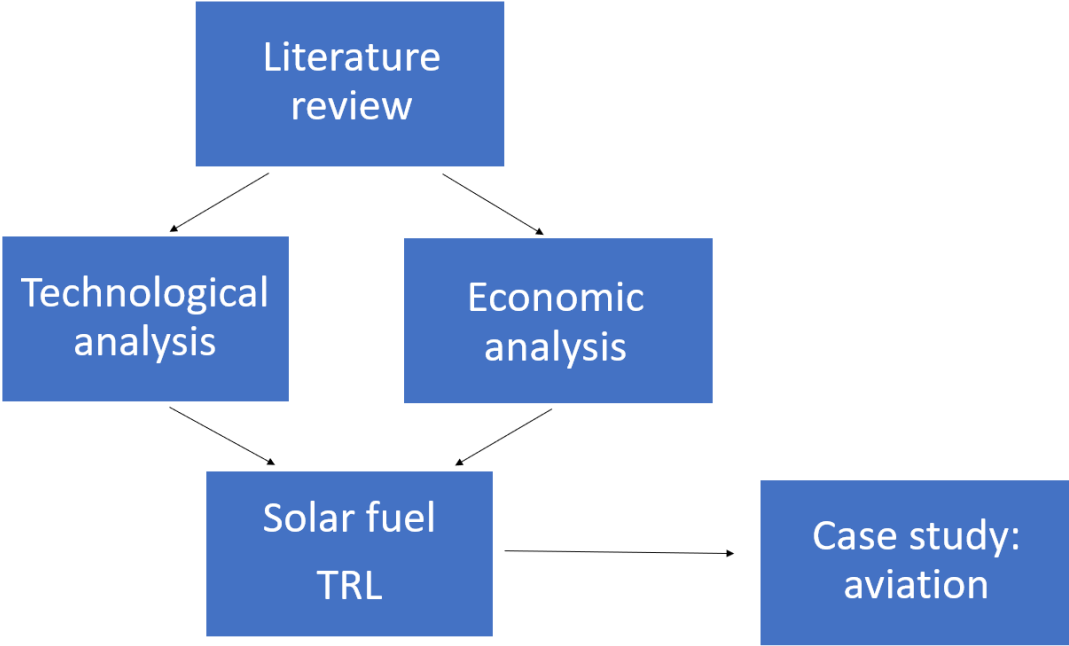 Literature
review
Technological
analysis
Economic
analysis
Solar fuel
TRL
Case study:
aviation